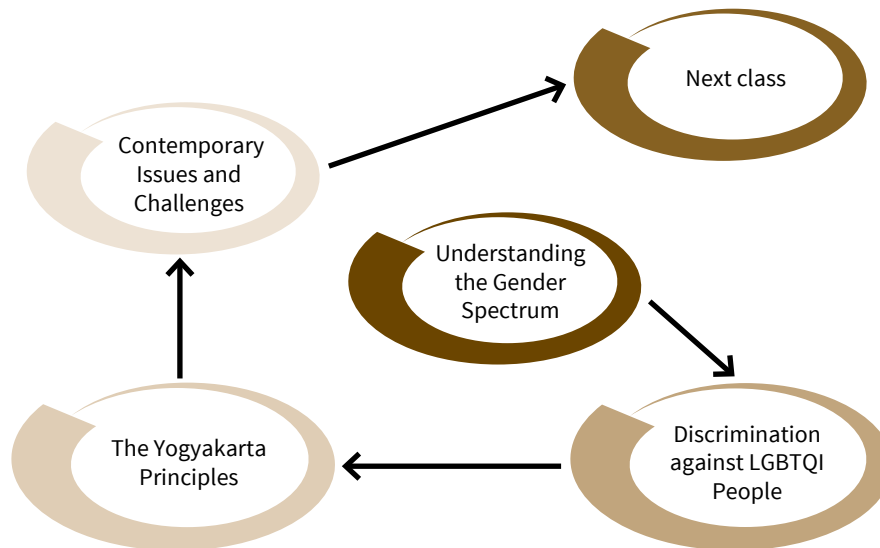 Contemporary
Issues and
Challenges
Next class
Understanding
the Gender
Spectrum
The Yogyakarta
Principles
Discrimination
against LGBTQI
People